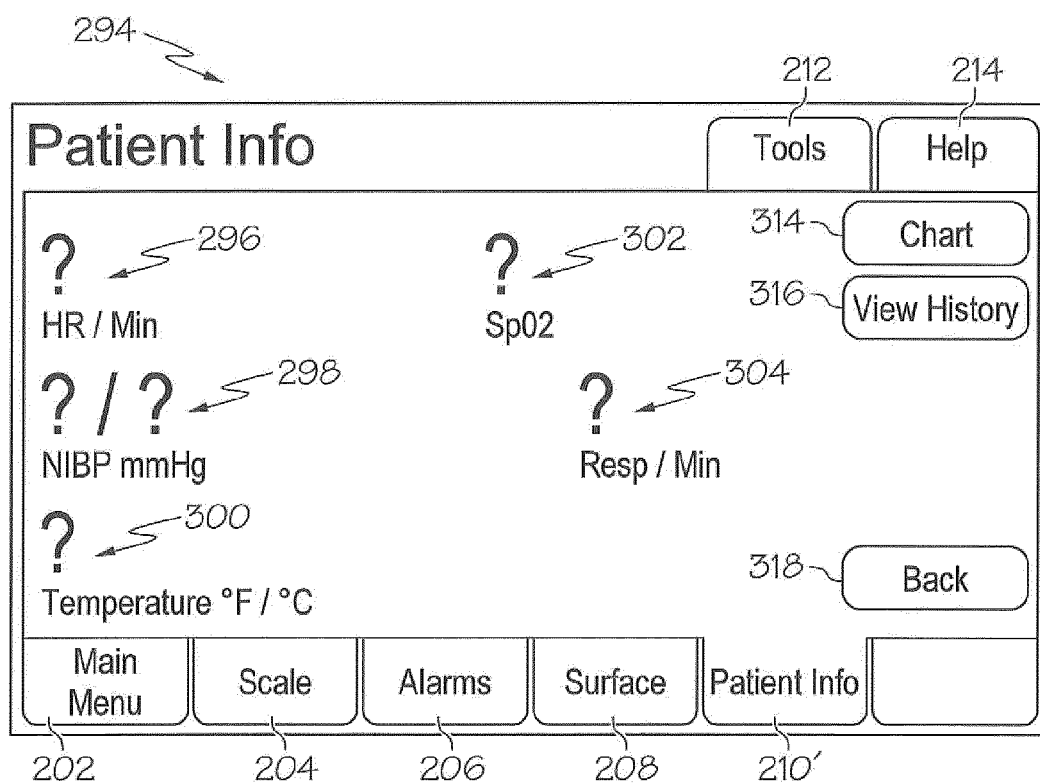 294
212 214
Patient Info
Tools
Help
? 296
HR / Min
? 302
Sp02
314 Chart
316 View History
? / ? 298
NIBP mmHg
? 304
Resp / Min
? 300
Temperature °F / °C
318 Back
Main
Menu
Scale
Alarms
Surface
Patient Info
202 204 206 208 210′